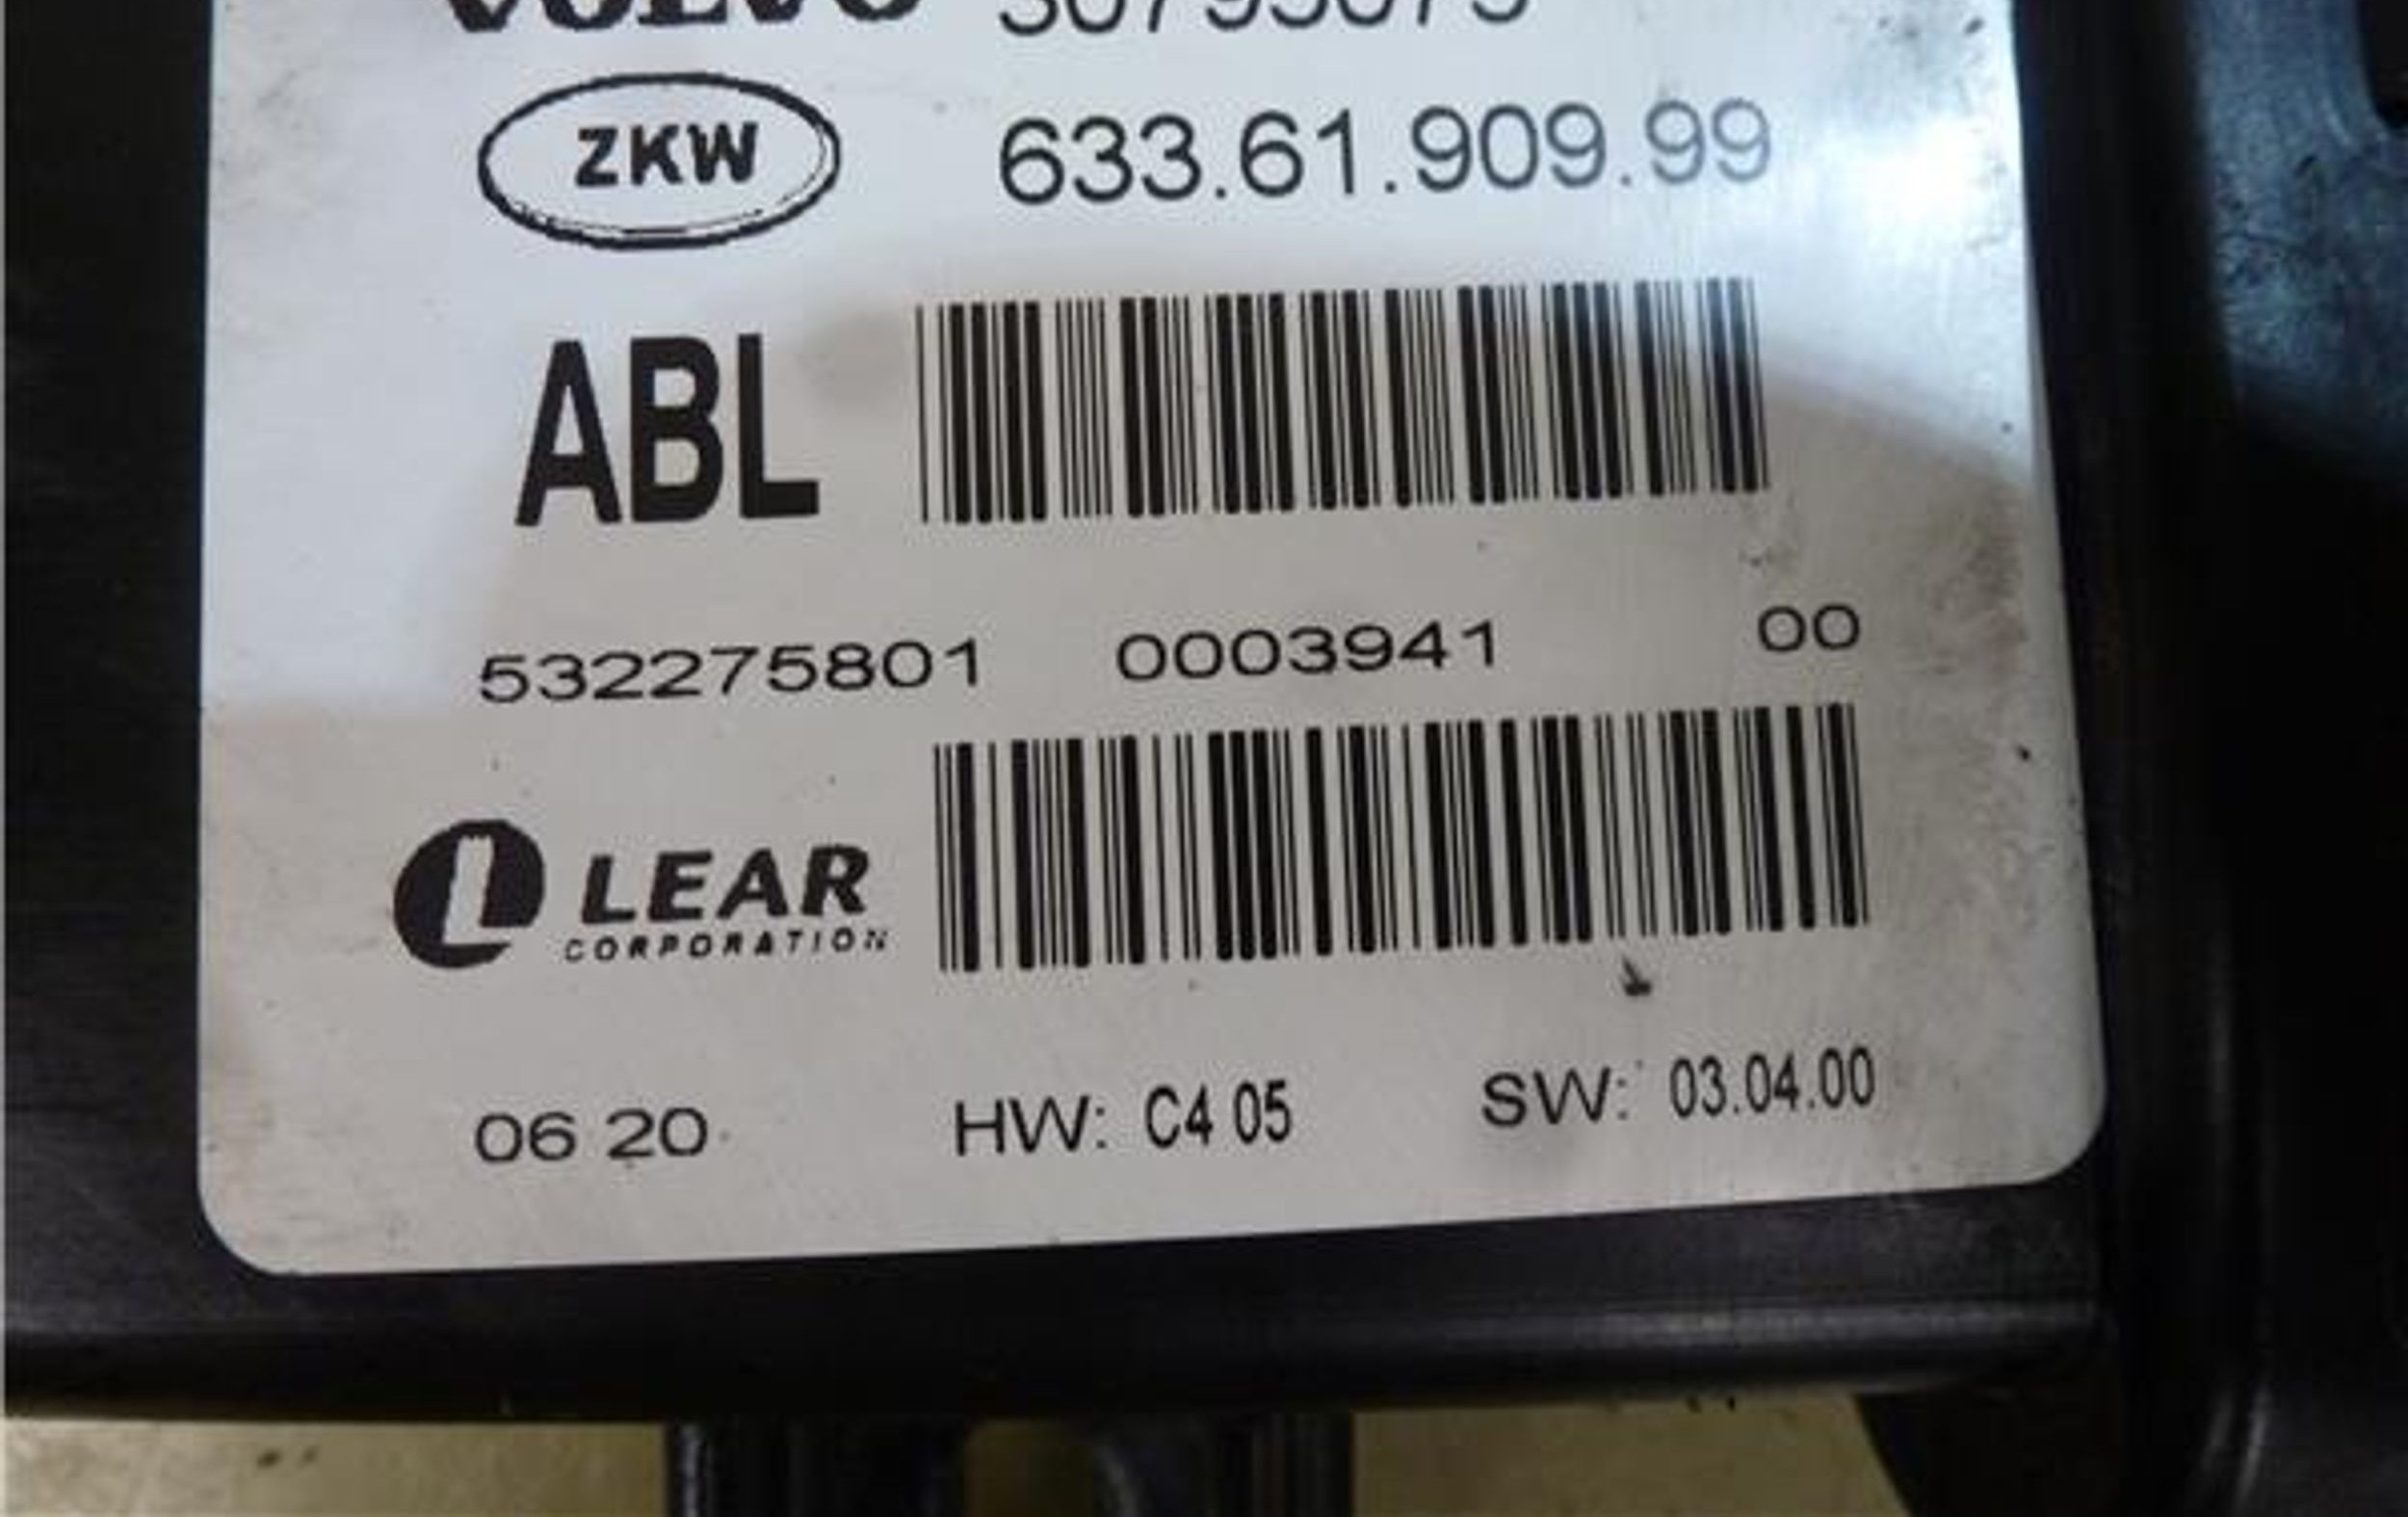 VOLVO
ZKW 633.61.909.99
ABL
532275801 0003941 00
LEAR
CORPORATION
06 20 HW: C4 05 SW: 03.04.00